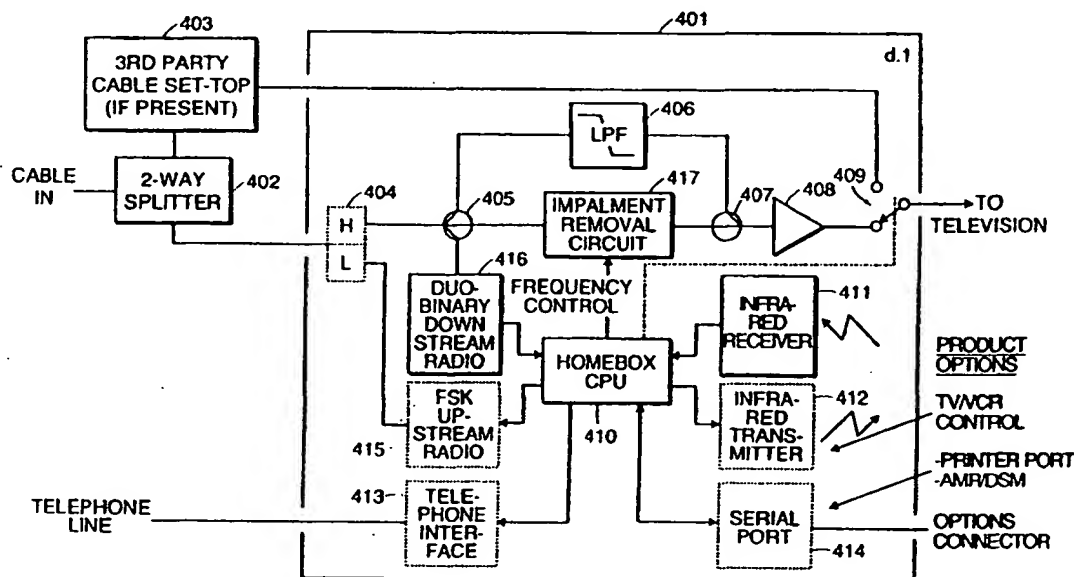 403
3RD PARTY
CABLE SET-TOP
(IF PRESENT)
401
d.1
406
LPF
CABLE
IN
2-WAY
SPLITTER
402
404
H
L
405
417
IMPALMENT
REMOVAL
CIRCUIT
407
408
409
TO
TELEVISION
416
DUO-
BINARY
DOWN
STREAM
RADIO
FREQUENCY
CONTROL
411
INFRA-
RED
RECEIVER
PRODUCT
OPTIONS
HOMEBOX
CPU
410
FSK
UP-
STREAM
RADIO
415
412
INFRA-
RED
TRANS-
MITTER
TV/VCR
CONTROL
-PRINTER PORT
-AMR/DSM
TELEPHONE
LINE
413
TELE-
PHONE
INTER-
FACE
SERIAL
PORT
414
OPTIONS
CONNECTOR